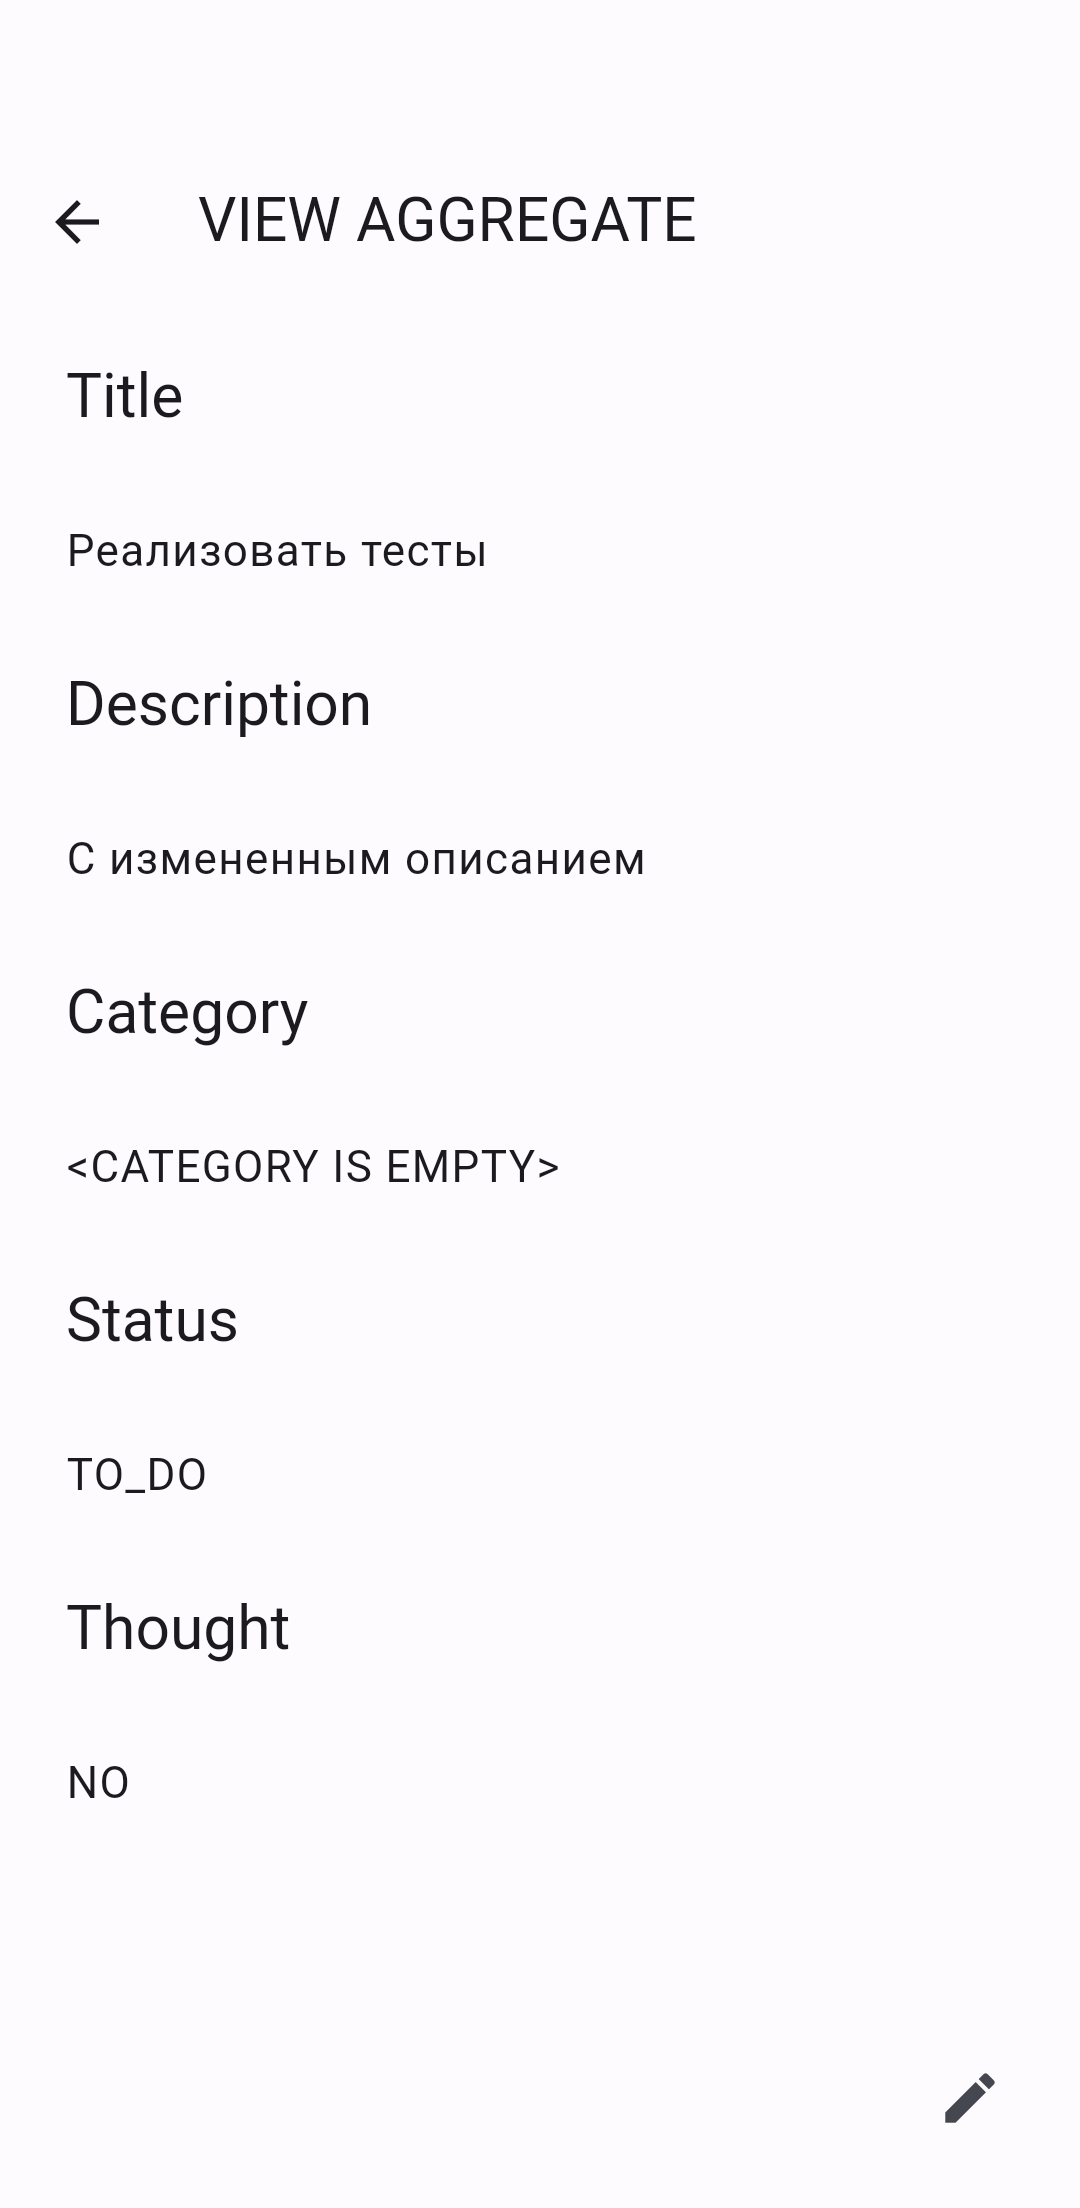 VIEW AGGREGATE
Title
Реализовать тесты
Description
С измененным описанием
Category
<CATEGORY IS EMPTY>
Status
TO_DO
Thought
NO